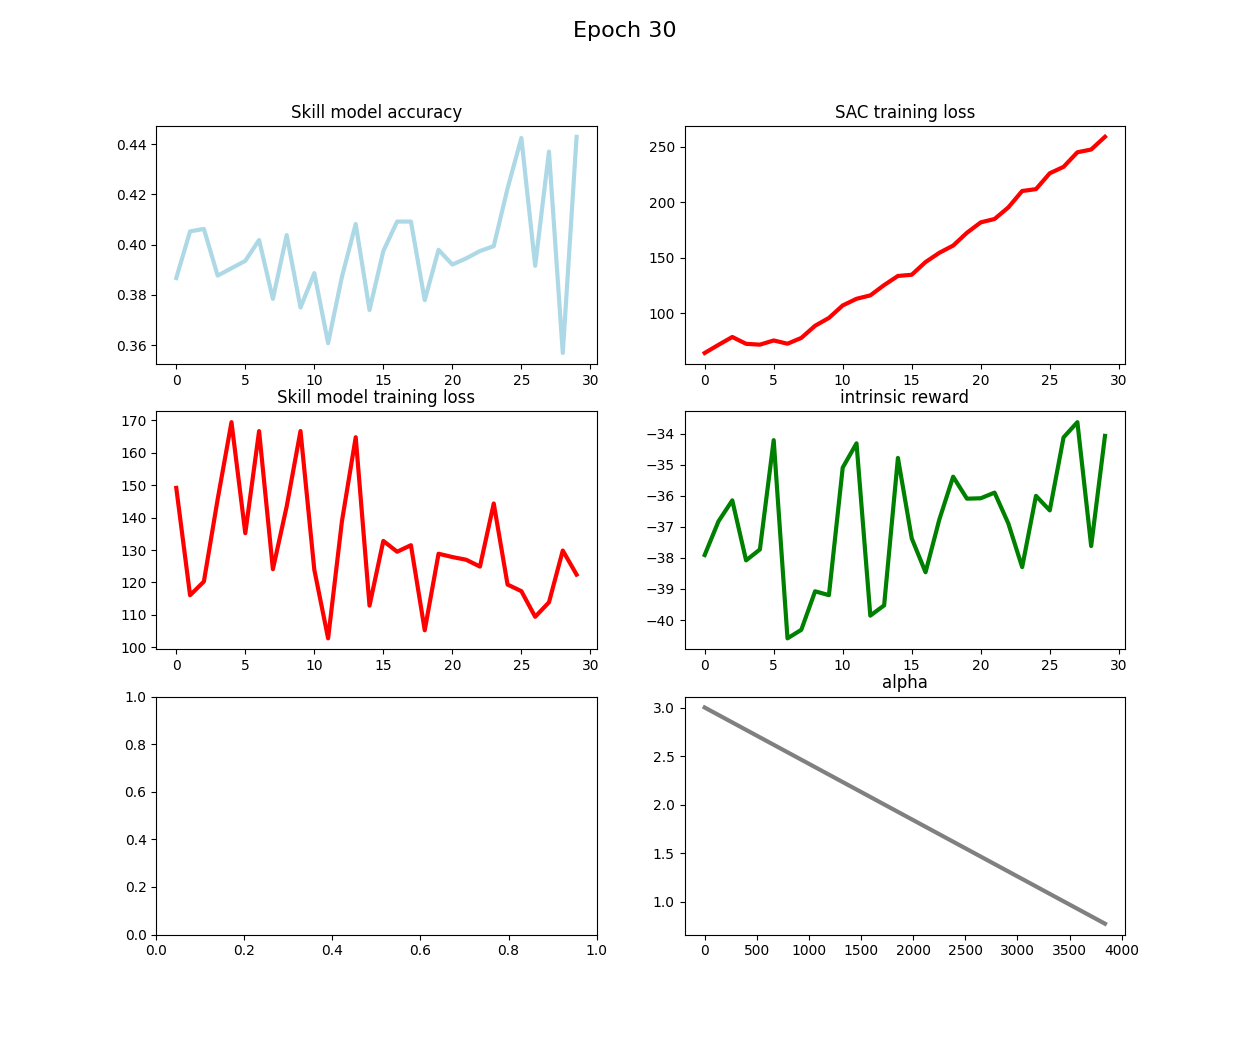 Epoch 30
Skill model accuracy
0.44
0.42
0.40
0.38
0.36
0 5 10 15 20 25 30
SAC training loss
250
200
150
100
0 5 10 15 20 25 30
Skill model training loss
170
160
150
140
130
120
110
100
0 5 10 15 20 25 30
intrinsic reward
−34
−35
−36
−37
−38
−39
−40
0 5 10 15 20 25 30
1.0
0.8
0.6
0.4
0.2
0.0
0.0 0.2 0.4 0.6 0.8 1.0
alpha
3.0
2.5
2.0
1.5
1.0
0 500 1000 1500 2000 2500 3000 3500 4000